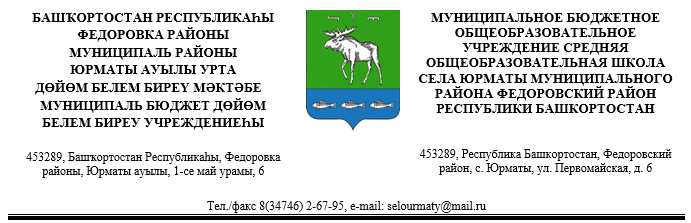 БАШҠОРТОСТАН РЕСПУБЛИКАҺЫ
ФЕДОРОВКА РАЙОНЫ
МУНИЦИПАЛЬ РАЙОНЫ
ЮРМАТЫ АУЫЛЫ УРТА
ДӨЙӨМ БЕЛЕМ БИРЕҮ МӘКТӘБЕ
МУНИЦИПАЛЬ БЮДЖЕТ ДӨЙӨМ
БЕЛЕМ БИРЕУ УЧРЕЖДЕНИЕҺЫ
453289, Башҡортостан Республикаһы, Федоровка
районы, Юрматы ауылы, 1-се май урамы, 6
МУНИЦИПАЛЬНОЕ БЮДЖЕТНОЕ
ОБЩЕОБРАЗОВАТЕЛЬНОЕ
УЧРЕЖДЕНИЕ СРЕДНЯЯ
ОБЩЕОБРАЗОВАТЕЛЬНАЯ ШКОЛА
СЕЛА ЮРМАТЫ МУНИЦИПАЛЬНОГО
РАЙОНА ФЕДОРОВСКИЙ РАЙОН
РЕСПУБЛИКИ БАШКОРТОСТАН
453289, Республика Башкортостан, Федоровский
район, с. Юрматы, ул. Первомайская, д. 6
Тел./факс 8(34746) 2-67-95, e-mail: selourmaty@mail.ru